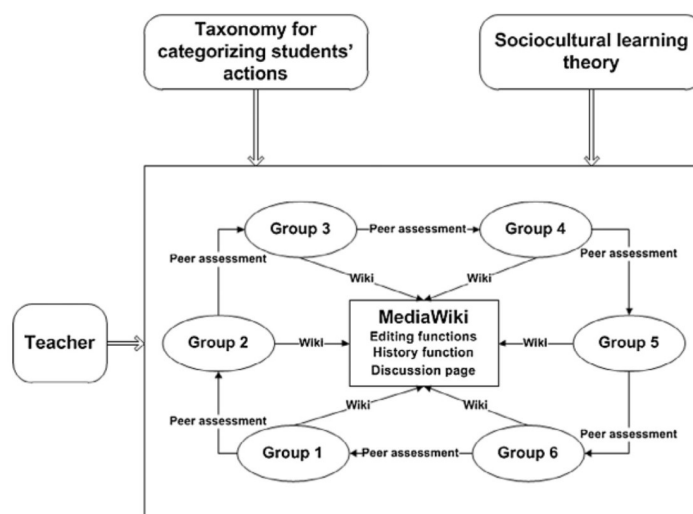 Taxonomy for
categorizing students'
actions
Sociocultural learning
theory
Group 3
Peer assessment
Group 4
Peer assessment
Peer assessment
Wiki
Wiki
MediaWiki
Editing functions
History function
Discussion page
Teacher
Group 2
Wiki
Wiki
Group 5
Wiki
Wiki
Peer assessment
Peer assessment
Group 1
Peer assessment
Group 6